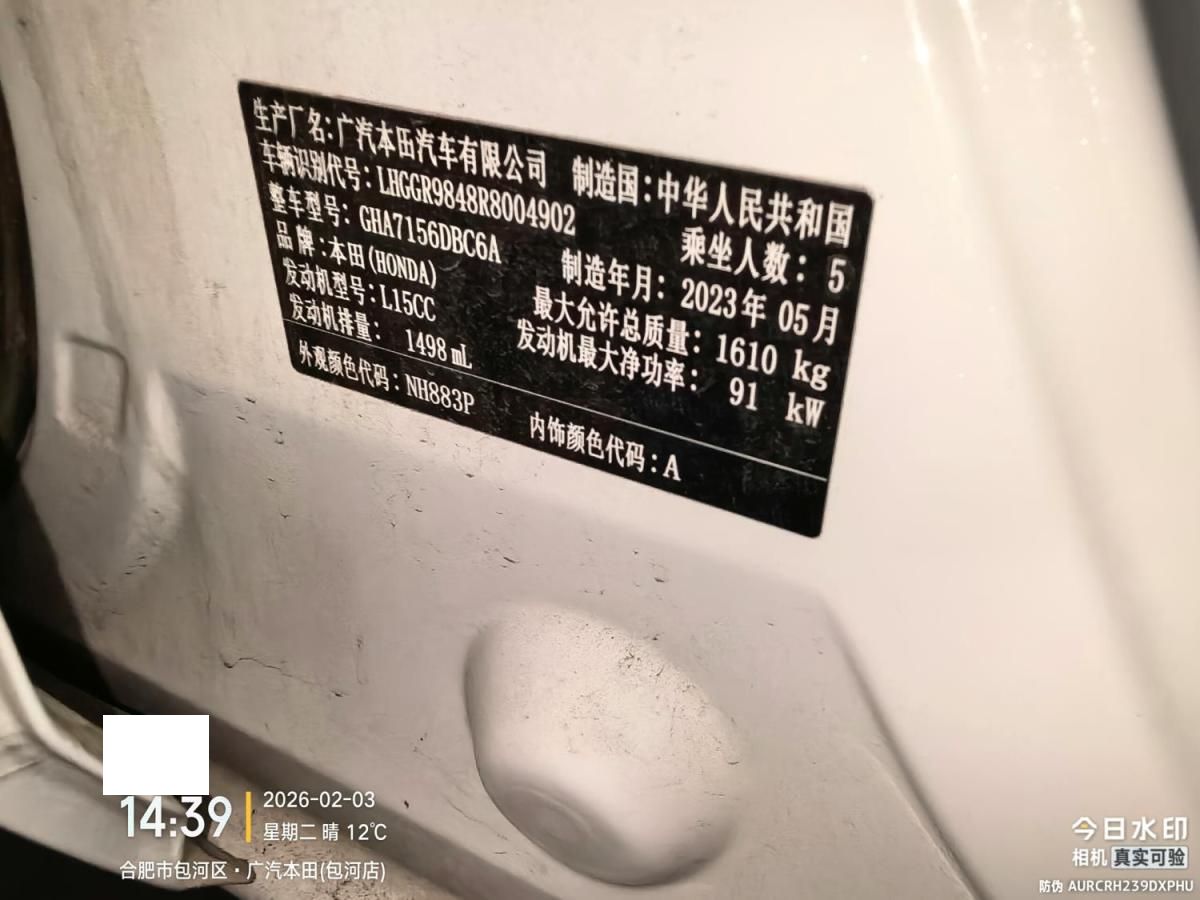 生产厂名：广汽本田汽车有限公司 制造国：中华人民共和国
车辆识别代号：LHGGR9848R8004902 乘坐人数：5
整车型号：GHA7156DBC6A 制造年月：2023年05月
品牌：本田(HONDA) 最大允许总质量：1610 kg
发动机型号：L15CC 发动机最大净功率：91 kW
发动机排量：1498 mL
外观颜色代码：NH883P 内饰颜色代码：A
14:39
2026-02-03
星期二 晴 12℃
合肥市包河区·广汽本田(包河店)
今日水印
相机 真实可验
防伪 AURCRH239DXPHU